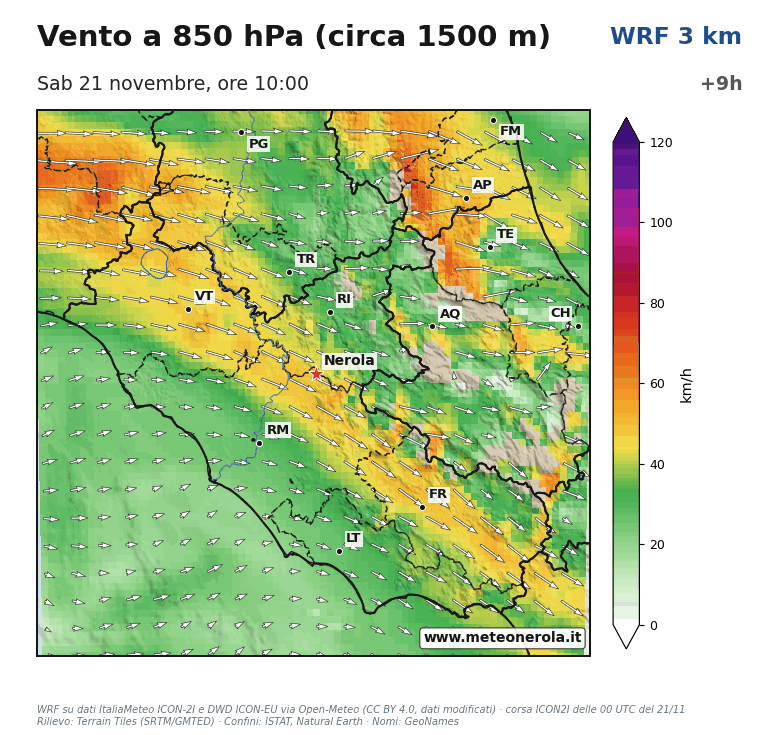 Vento a 850 hPa (circa 1500 m)
WRF 3 km
Sab 21 novembre, ore 10:00
+9h
FM
PG
AP
TE
TR
VT
RI
AQ
CH
Nerola
RM
FR
LT
120
100
80
60
40
20
0
km/h
www.meteonerola.it
WRF su dati ItaliaMeteo ICON-2I e DWD ICON-EU via Open-Meteo (CC BY 4.0, dati modificati) · corsa ICON2I delle 00 UTC del 21/11
Rilievo: Terrain Tiles (SRTM/GMTED) · Confini: ISTAT, Natural Earth · Nomi: GeoNames